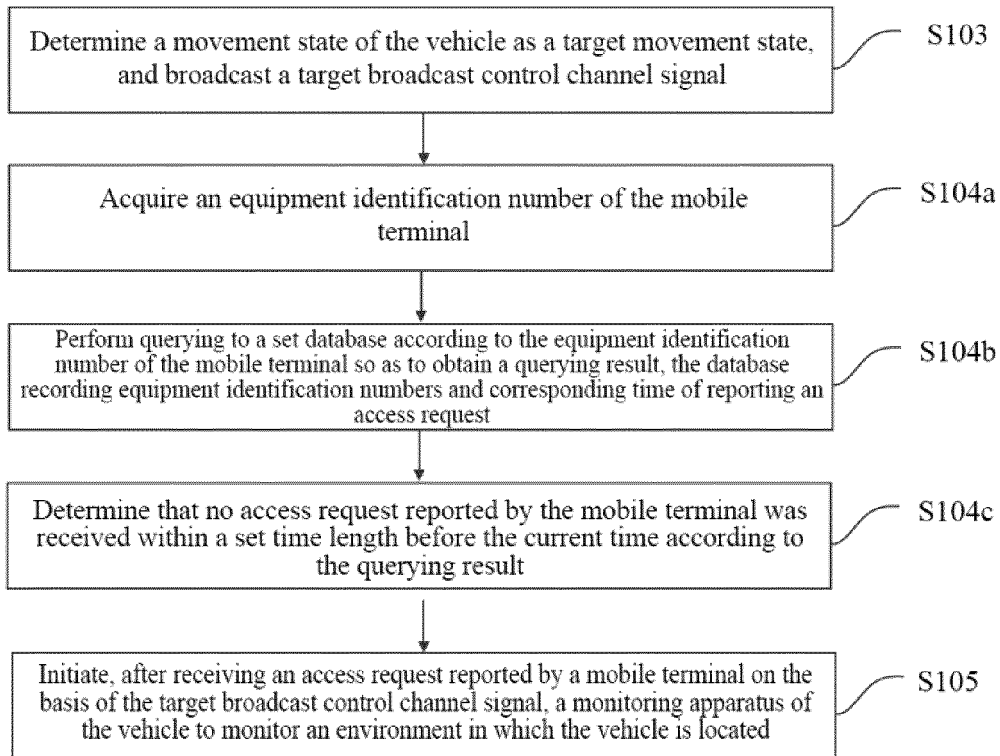 Determine a movement state of the vehicle as a target movement state,
and broadcast a target broadcast control channel signal
S103
Acquire an equipment identification number of the mobile
terminal
S104a
Perform querying to a set database according to the equipment identification
number of the mobile terminal so as to obtain a querying result, the database
recording equipment identification numbers and corresponding time of reporting an
access request
S104b
Determine that no access request reported by the mobile terminal was
received within a set time length before the current time according to
the querying result
S104c
Initiate, after receiving an access request reported by a mobile terminal on the
basis of the target broadcast control channel signal, a monitoring apparatus of
the vehicle to monitor an environment in which the vehicle is located
S105